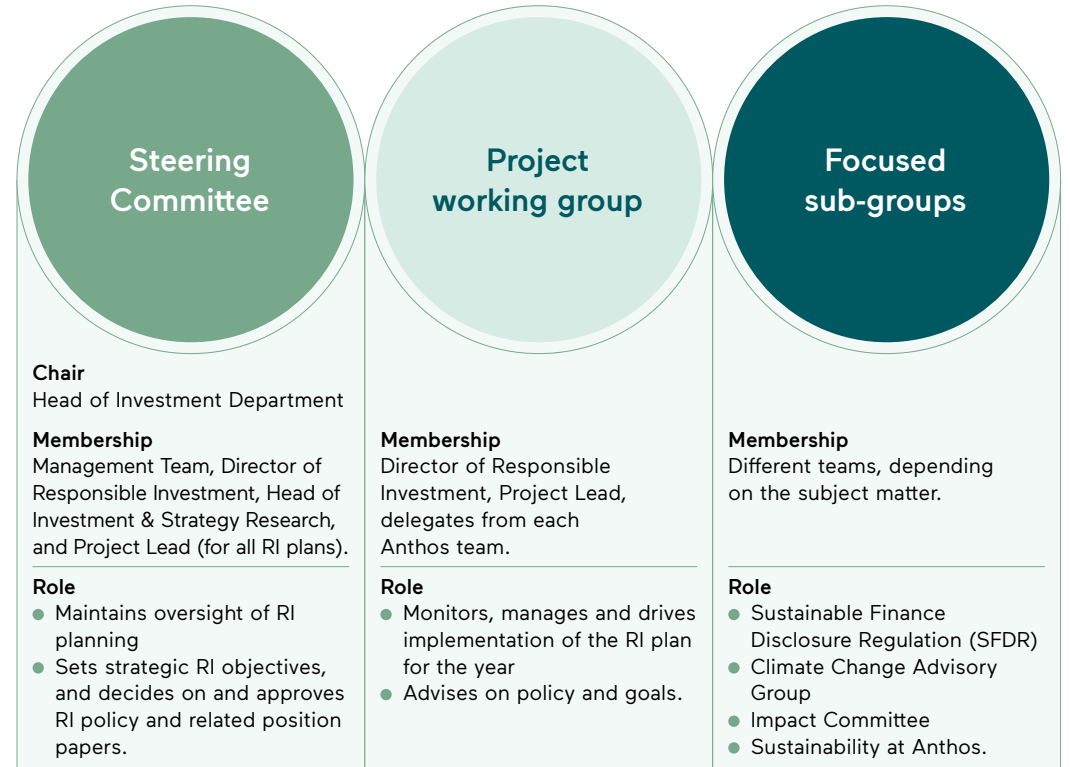 Steering
Committee
Chair
Head of Investment Department
Membership
Management Team, Director of
Responsible Investment, Head of
Investment & Strategy Research,
and Project Lead (for all RI plans).
Role
Maintains oversight of RI
planning
Sets strategic RI objectives,
and decides on and approves
RI policy and related position
papers.
Project
working group
Membership
Director of Responsible
Investment, Project Lead,
delegates from each
Anthos team.
Role
Monitors, manages and drives
implementation of the RI plan
for the year
Advises on policy and goals.
Focused
sub-groups
Membership
Different teams, depending
on the subject matter.
Role
Sustainable Finance
Disclosure Regulation (SFDR)
Climate Change Advisory
Group
Impact Committee
Sustainability at Anthos.